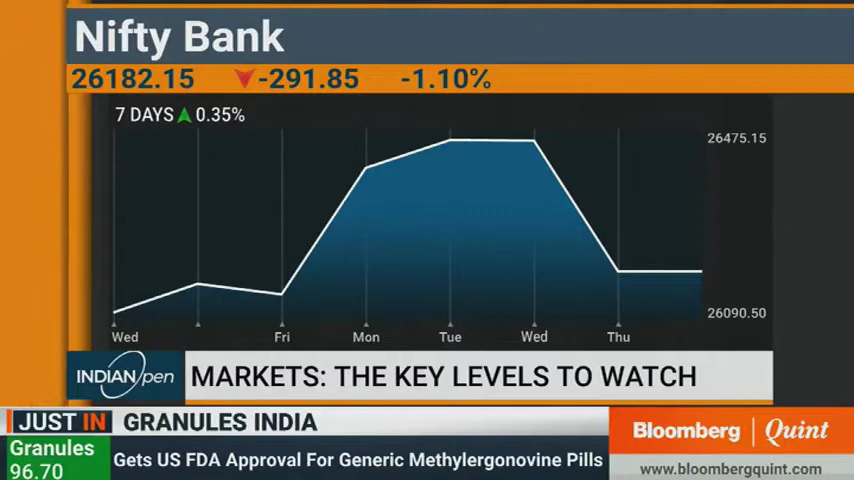 Nifty Bank
26182.15 -291.85 -1.10%
7 DAYS 0.35%
26475.15
26090.50
Wed Fri Mon Tue Wed Thu
INDIAN open
MARKETS: THE KEY LEVELS TO WATCH
JUST IN GRANULES INDIA
Granules
96.70
Gets US FDA Approval For Generic Methylergonovine Pills
Bloomberg | Quint
www.bloombergquint.com